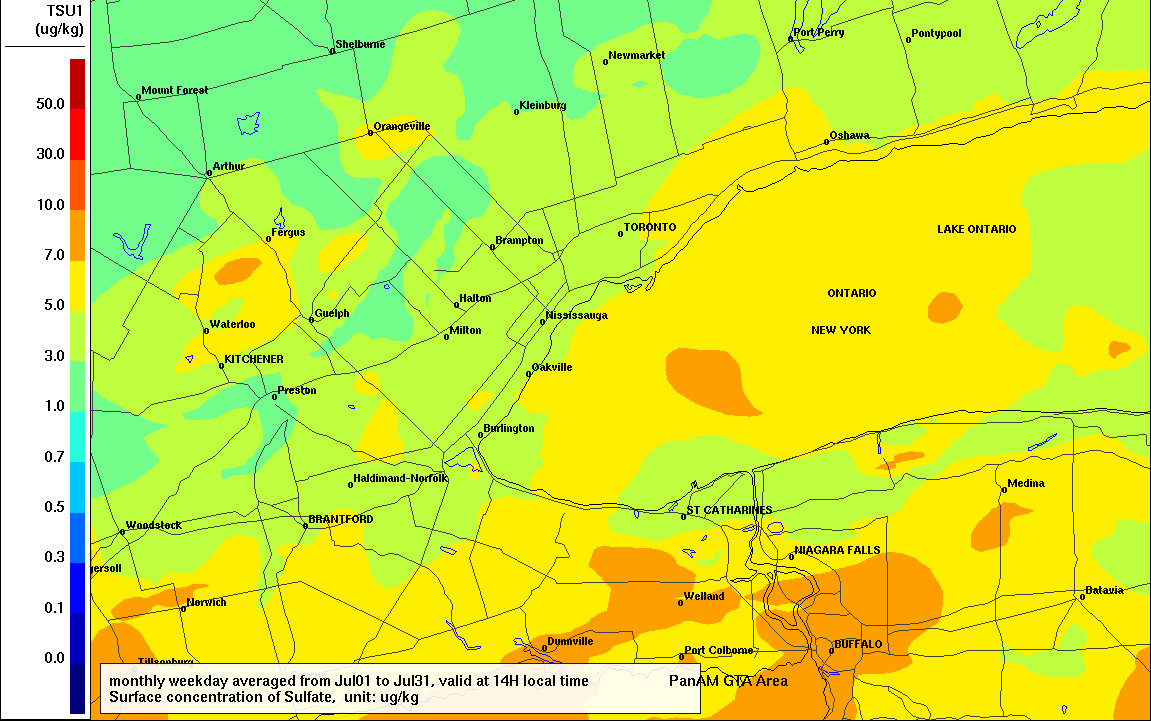 TSU1
(ug/kg)
50.0
30.0
10.0
7.0
5.0
3.0
1.0
0.7
0.5
0.3
0.1
0.0
Shelburne
Port Perry
Pontypool
Newmarket
Mount Forest
Kleinburg
Orangeville
Oshawa
Arthur
Fergus
TORONTO
LAKE ONTARIO
Brampton
ONTARIO
Halton
Guelph
Nississauga
Waterloo
Milton
NEW YORK
KITCHENER
Oakville
Preston
Burlington
Haldimand-Norfolk
Medina
ST CATHARINES
Woodstock
BRANTFORD
NIAGARA FALLS
gersoll
Batavia
Norwich
Welland
Dunnville
BUFFALO
Port Colborne
Tillsonburg
monthly weekday averaged from Jul01 to Jul31, valid at 14H local time
PanAM GTA Area
Surface concentration of Sulfate, unit: ug/kg